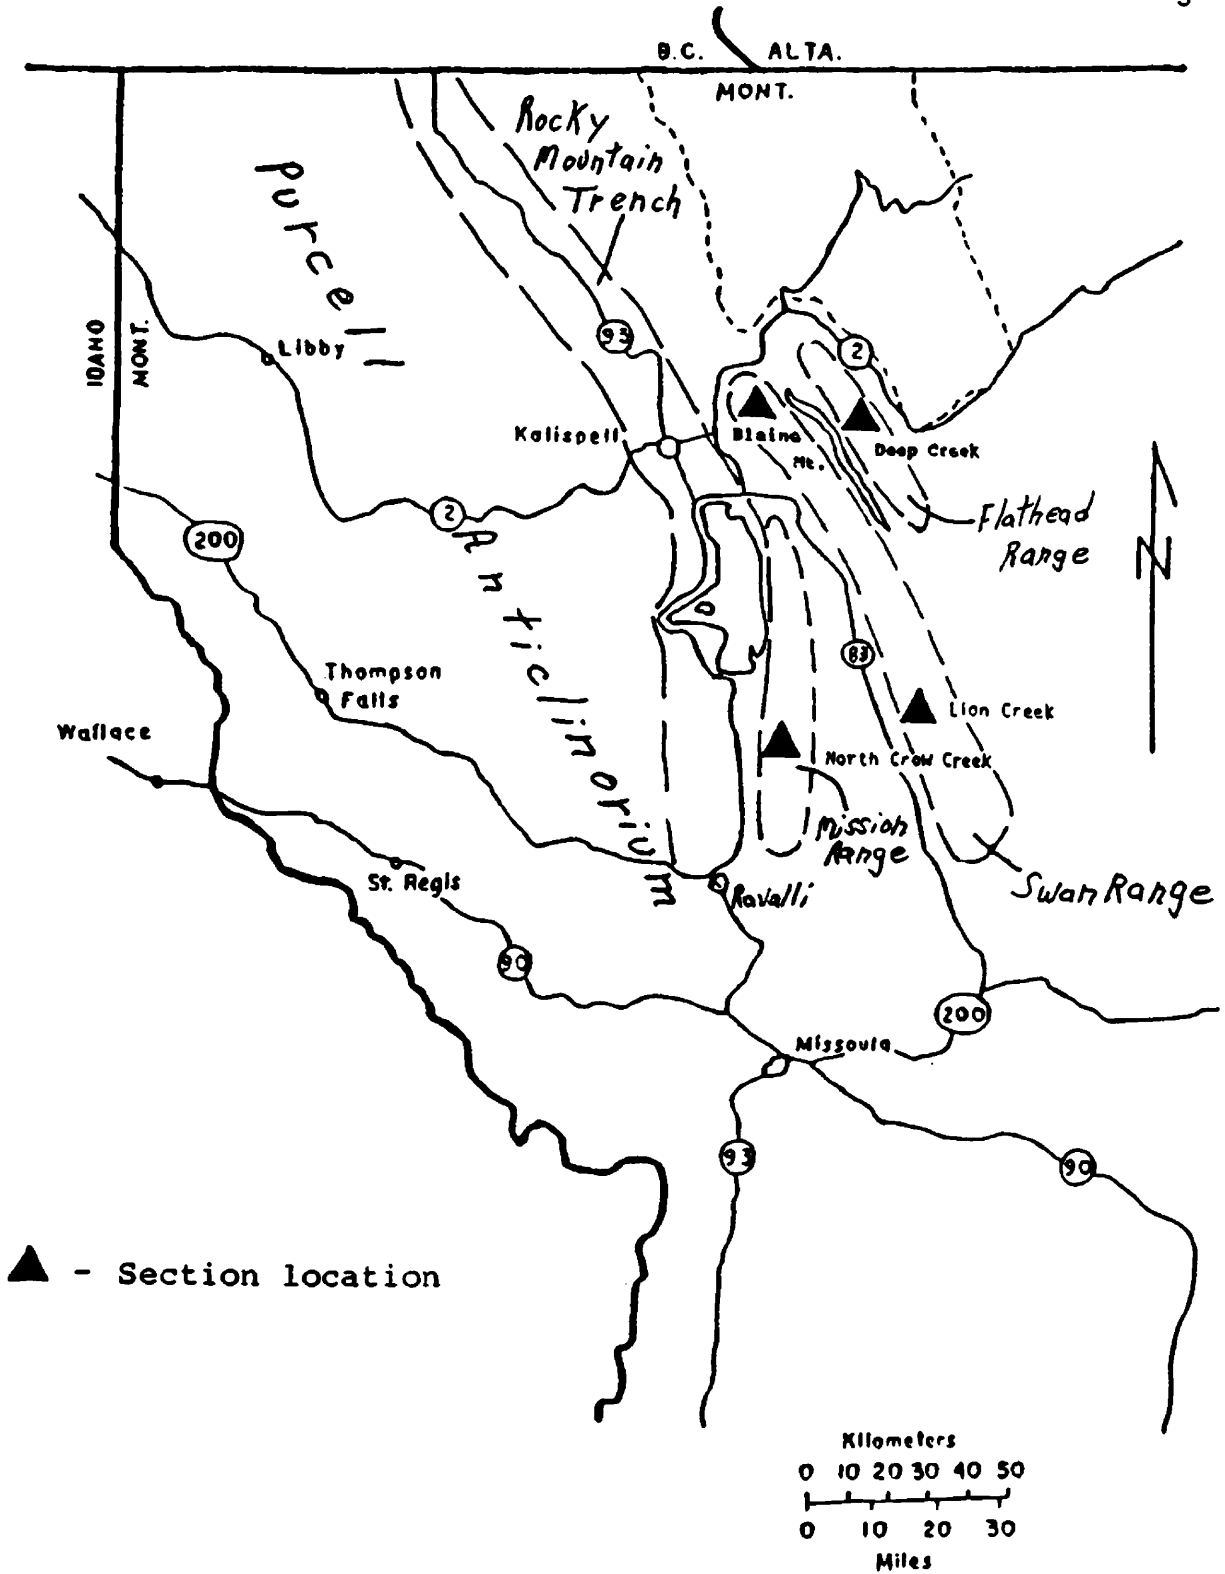 B.C. ALTA.
MONT.
Rocky
Mountain
Trench
Purcell
Anticlinorium
IDAHO
MONT.
Libby
93
2
Kalispell
Blaine
Mt.
Deep Creek
Flathead
Range
N
2
200
83
Thompson
Falls
Wallace
Lion Creek
North Crow Creek
Mission
Range
Swan Range
St. Regis
Ravalli
90
200
Missoula
93
90
- Section location
Kilometers
0 10 20 30 40 50
0 10 20 30
Miles